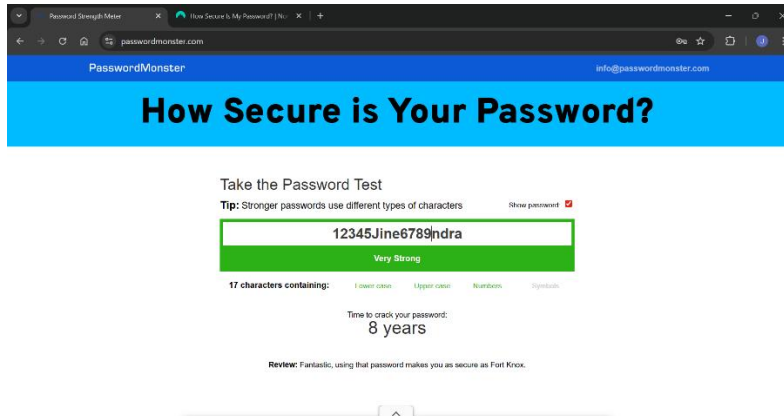 Password Strength Meter
How Secure Is My Password? | No
passwordmonster.com
PasswordMonster
info@passwordmonster.com
How Secure is Your Password?
Take the Password Test
Tip: Stronger passwords use different types of characters
Show password:
12345Jine6789ndra
Very Strong
17 characters containing:
Lower case
Upper case
Numbers
Symbols
Time to crack your password:
8 years
Review: Fantastic, using that password makes you as secure as Fort Knox.